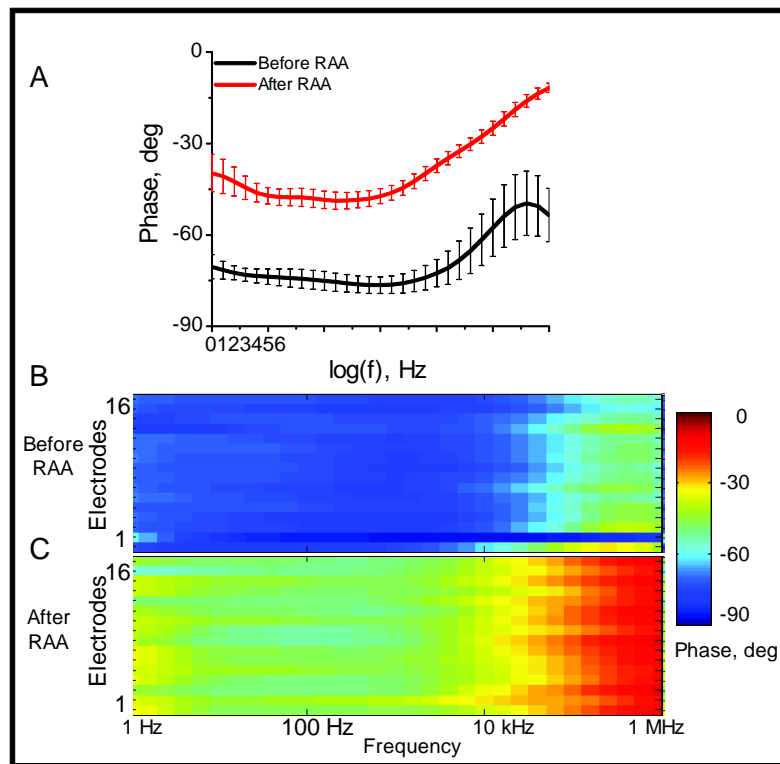 A
0
-30
-60
-90
Phase, deg
Before RAA
After RAA
0123456
log(f), Hz
B
Before
RAA
Electrodes
16
1
C
After
RAA
Electrodes
16
1
1 Hz
100 Hz
10 kHz
1 MHz
Frequency
0
-30
-60
-90
Phase, deg